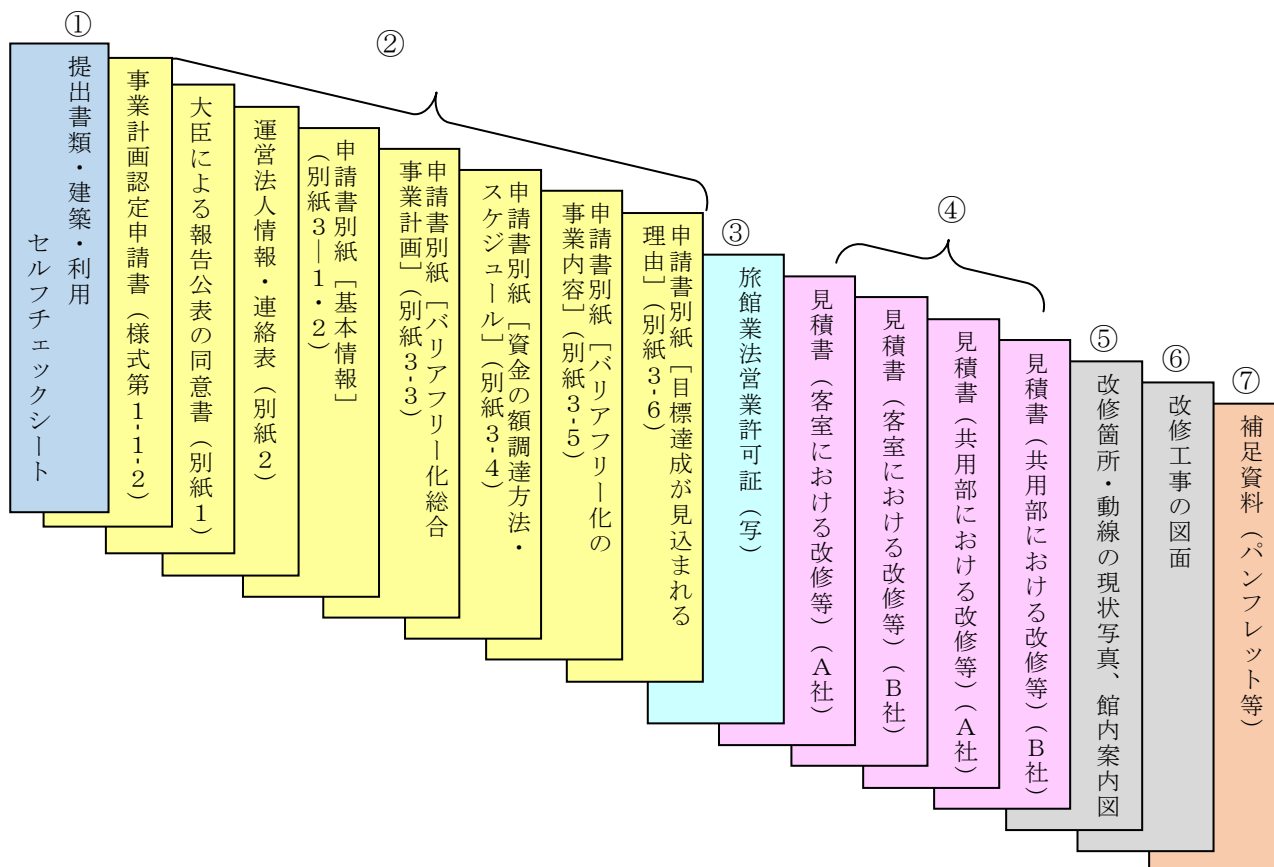 ①
提出書類・建築・利用
セルフチェックシート
②
事業計画認定申請書（様式第１-１-２）
大臣による報告公表の同意書（別紙１）
運営法人情報・連絡表（別紙２）
申請書別紙［基本情報］
（別紙３―１・２）
申請書別紙［バリアフリー化総合
事業計画］（別紙３-３）
申請書別紙［資金の額調達方法・
スケジュール］（別紙３-４）
申請書別紙［バリアフリー化の
事業内容］（別紙３-５）
申請書別紙［目標達成が見込まれる
理由］（別紙３-６）
③
旅館業法営業許可証（写）
④
見積書（客室における改修等）（Ａ社）
見積書（客室における改修等）（Ｂ社）
見積書（共用部における改修等）（Ａ社）
見積書（共用部における改修等）（Ｂ社）
⑤
改修箇所・動線の現状写真、館内案内図
⑥
改修工事の図面
⑦
補足資料（パンフレット等）